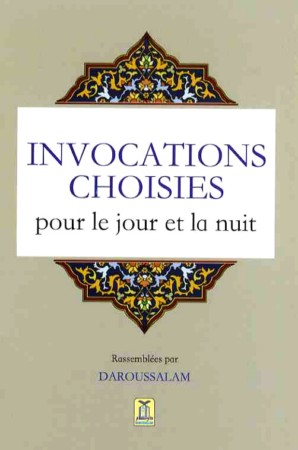 INVOCATIONS
CHOISIES
pour le jour et la nuit
Rassemblées par
DAROUSSALAM